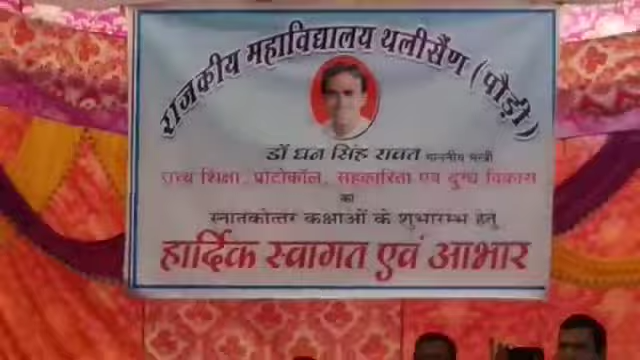 राजकीय महाविद्यालय थलीसैंण (पौड़ी)
डॉ धन सिंह रावत माननीय मंत्री
उच्च शिक्षा, प्रोटोकॉल, सहकारिता एवं दुग्ध विकास
का
स्नातकोत्तर कक्षाओं के शुभारम्भ हेतु
हार्दिक स्वागत एवं आभार